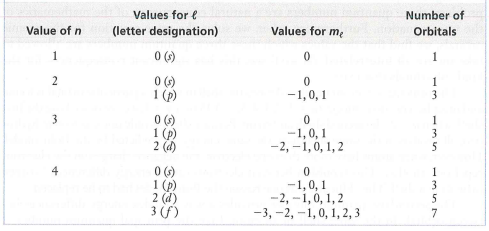 Value of n
Values for ℓ
(letter designation)
Values for mℓ
Number of
Orbitals
1 0 (s) 0 1
2 0 (s) 0 1
1 (p) −1, 0, 1 3
3 0 (s) 0 1
1 (p) −1, 0, 1 3
2 (d) −2, −1, 0, 1, 2 5
4 0 (s) 0 1
1 (p) −1, 0, 1 3
2 (d) −2, −1, 0, 1, 2 5
3 (f) −3, −2, −1, 0, 1, 2, 3 7